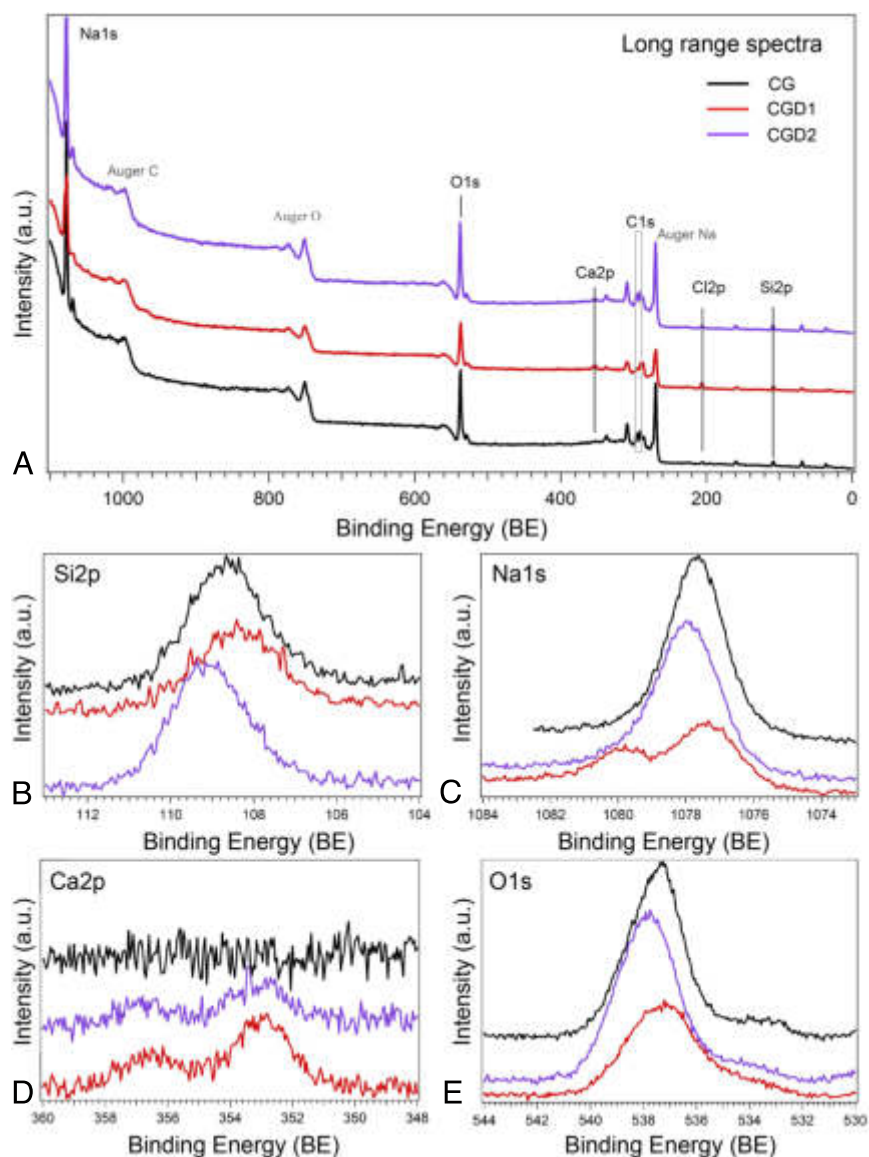 Long range spectra
CG
CGD1
CGD2
Na1s
Auger C
Auger O
O1s
Ca2p
C1s
Auger Na
Cl2p
Si2p
Intensity (a.u.)
A
1000 800 600 400 200 0
Binding Energy (BE)
Si2p
Intensity (a.u.)
B
112 110 108 106 104
Binding Energy (BE)
Na1s
Intensity (a.u.)
C
1084 1082 1080 1078 1076 1074
Binding Energy (BE)
Ca2p
Intensity (a.u.)
D
360 358 356 354 352 350 348
Binding Energy (BE)
O1s
Intensity (a.u.)
E
544 542 540 538 536 534 532 530
Binding Energy (BE)